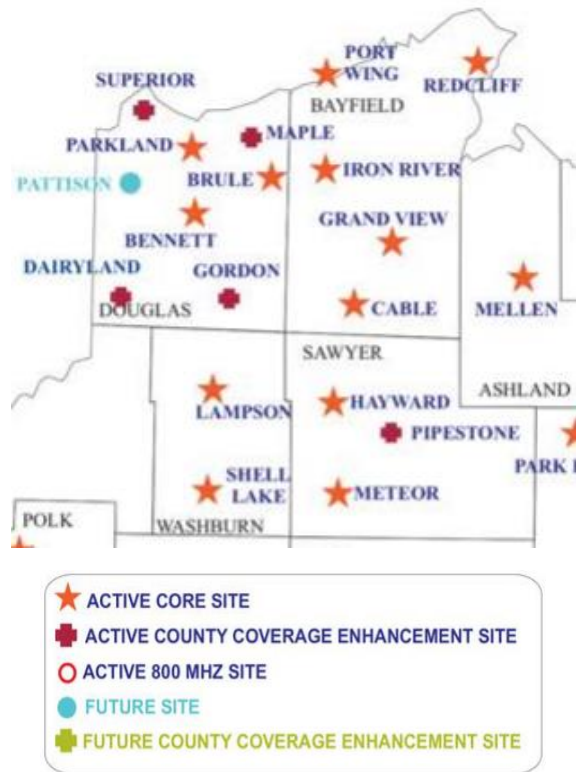 PORT
WING
SUPERIOR
REDCLIFF
BAYFIELD
PARKLAND
MAPLE
PATTISON
BRULE
IRON RIVER
BENNETT
GRAND VIEW
DAIRYLAND
GORDON
DOUGLAS
CABLE
MELLEN
SAWYER
ASHLAND
LAMPSON
HAYWARD
PIPESTONE
PARK
SHELL
LAKE
METEOR
POLK
WASHBURN
ACTIVE CORE SITE
ACTIVE COUNTY COVERAGE ENHANCEMENT SITE
ACTIVE 800 MHZ SITE
FUTURE SITE
FUTURE COUNTY COVERAGE ENHANCEMENT SITE